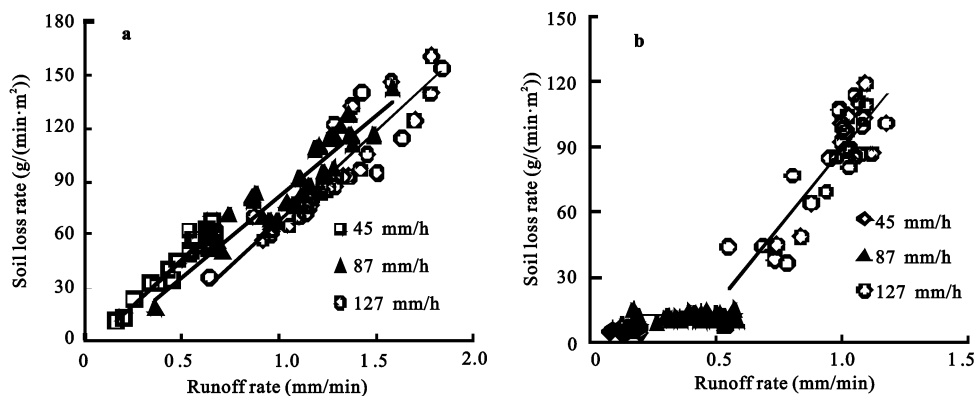 a
180
150
120
90
60
30
0
0 0.5 1.0 1.5 2.0
Soil loss rate (g/(min·m²))
Runoff rate (mm/min)
45 mm/h
87 mm/h
127 mm/h
b
150
120
90
60
30
0
0 0.5 1.0 1.5
Soil loss rate (g/(min·m²))
Runoff rate (mm/min)
45 mm/h
87 mm/h
127 mm/h